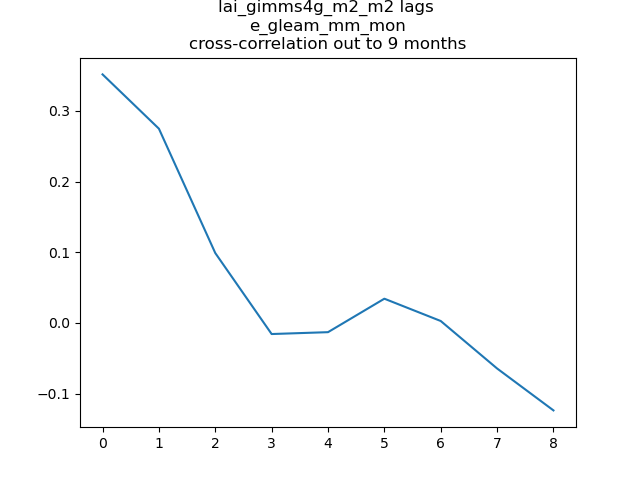 lai_gimms4g_m2_m2 lags
e_gleam_mm_mon
cross-correlation out to 9 months
0.3
0.2
0.1
0.0
−0.1
0 1 2 3 4 5 6 7 8